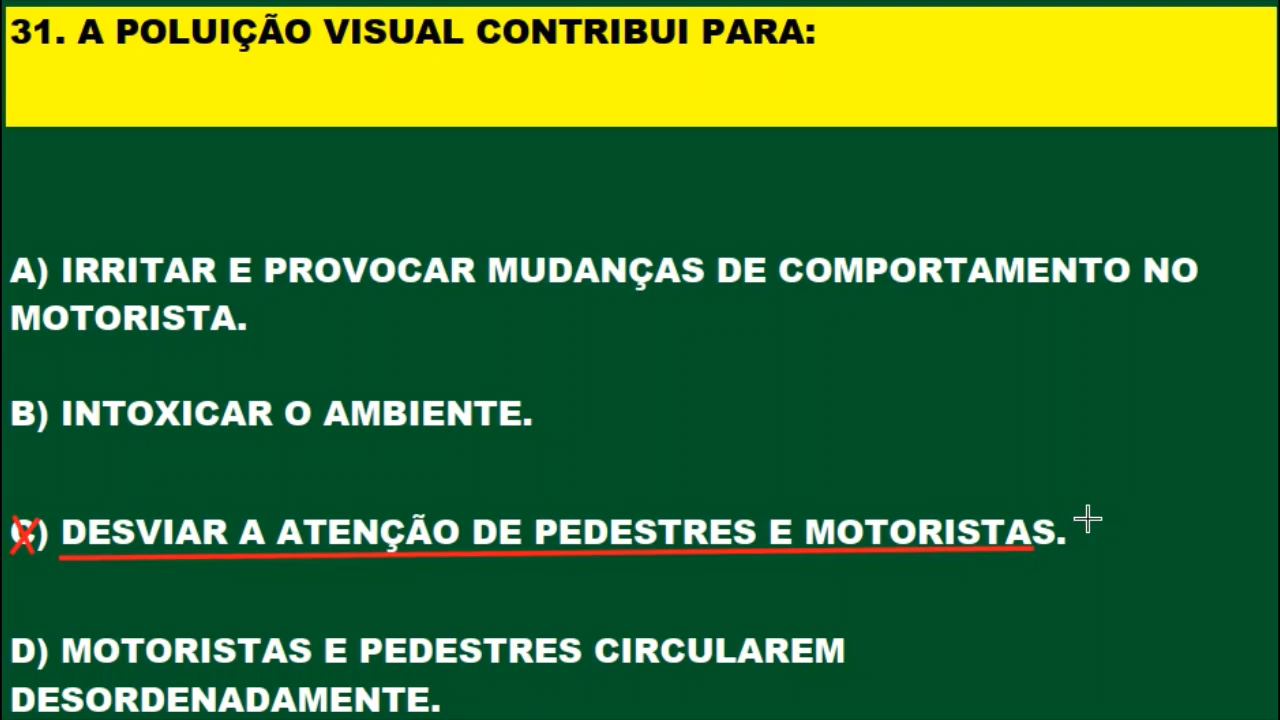 31. A POLUIÇÃO VISUAL CONTRIBUI PARA:
A) IRRITAR E PROVOCAR MUDANÇAS DE COMPORTAMENTO NO
MOTORISTA.
B) INTOXICAR O AMBIENTE.
C) DESVIAR A ATENÇÃO DE PEDESTRES E MOTORISTAS.
D) MOTORISTAS E PEDESTRES CIRCULAREM
DESORDENADAMENTE.